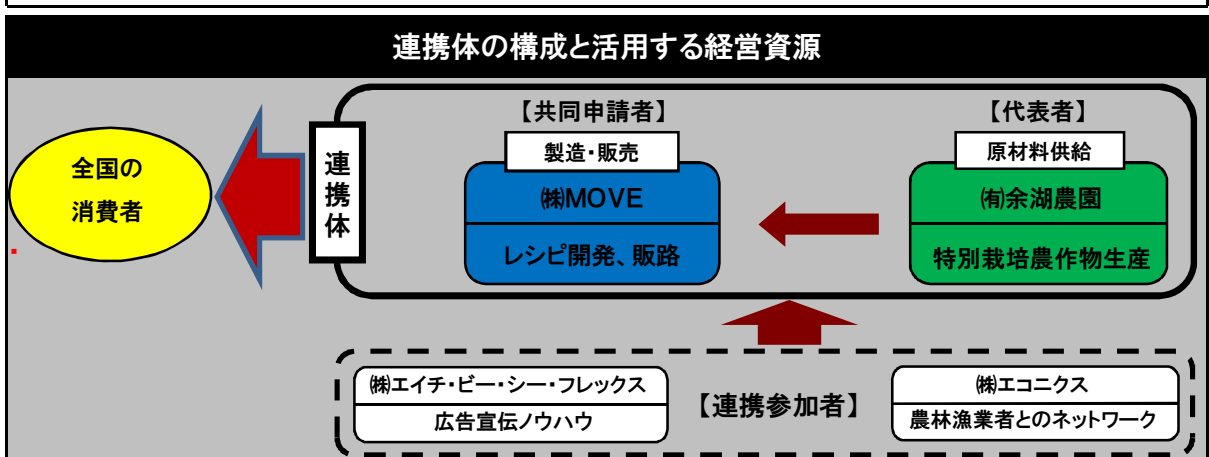 連携体の構成と活用する経営資源
全国の
消費者
連携体
【共同申請者】
製造・販売
㈱MOVE
レシピ開発、販路
【代表者】
原材料供給
㈲余湖農園
特別栽培農作物生産
㈱エイチ・ビー・シー・フレックス
広告宣伝ノウハウ
【連携参加者】
㈱エコニクス
農林漁業者とのネットワーク